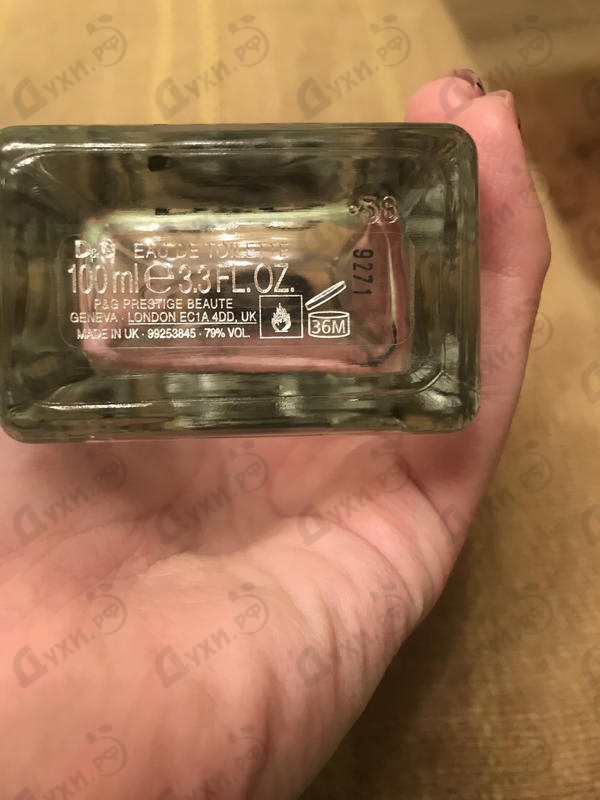 D&G EAU DE TOILETTE
100 ml ℮ 3.3 FL. OZ.
P&G PRESTIGE BEAUTE
GENEVA · LONDON EC1A 4DD, UK
MADE IN UK · 99253845 · 79% VOL.
36M
9271
Духи.рф